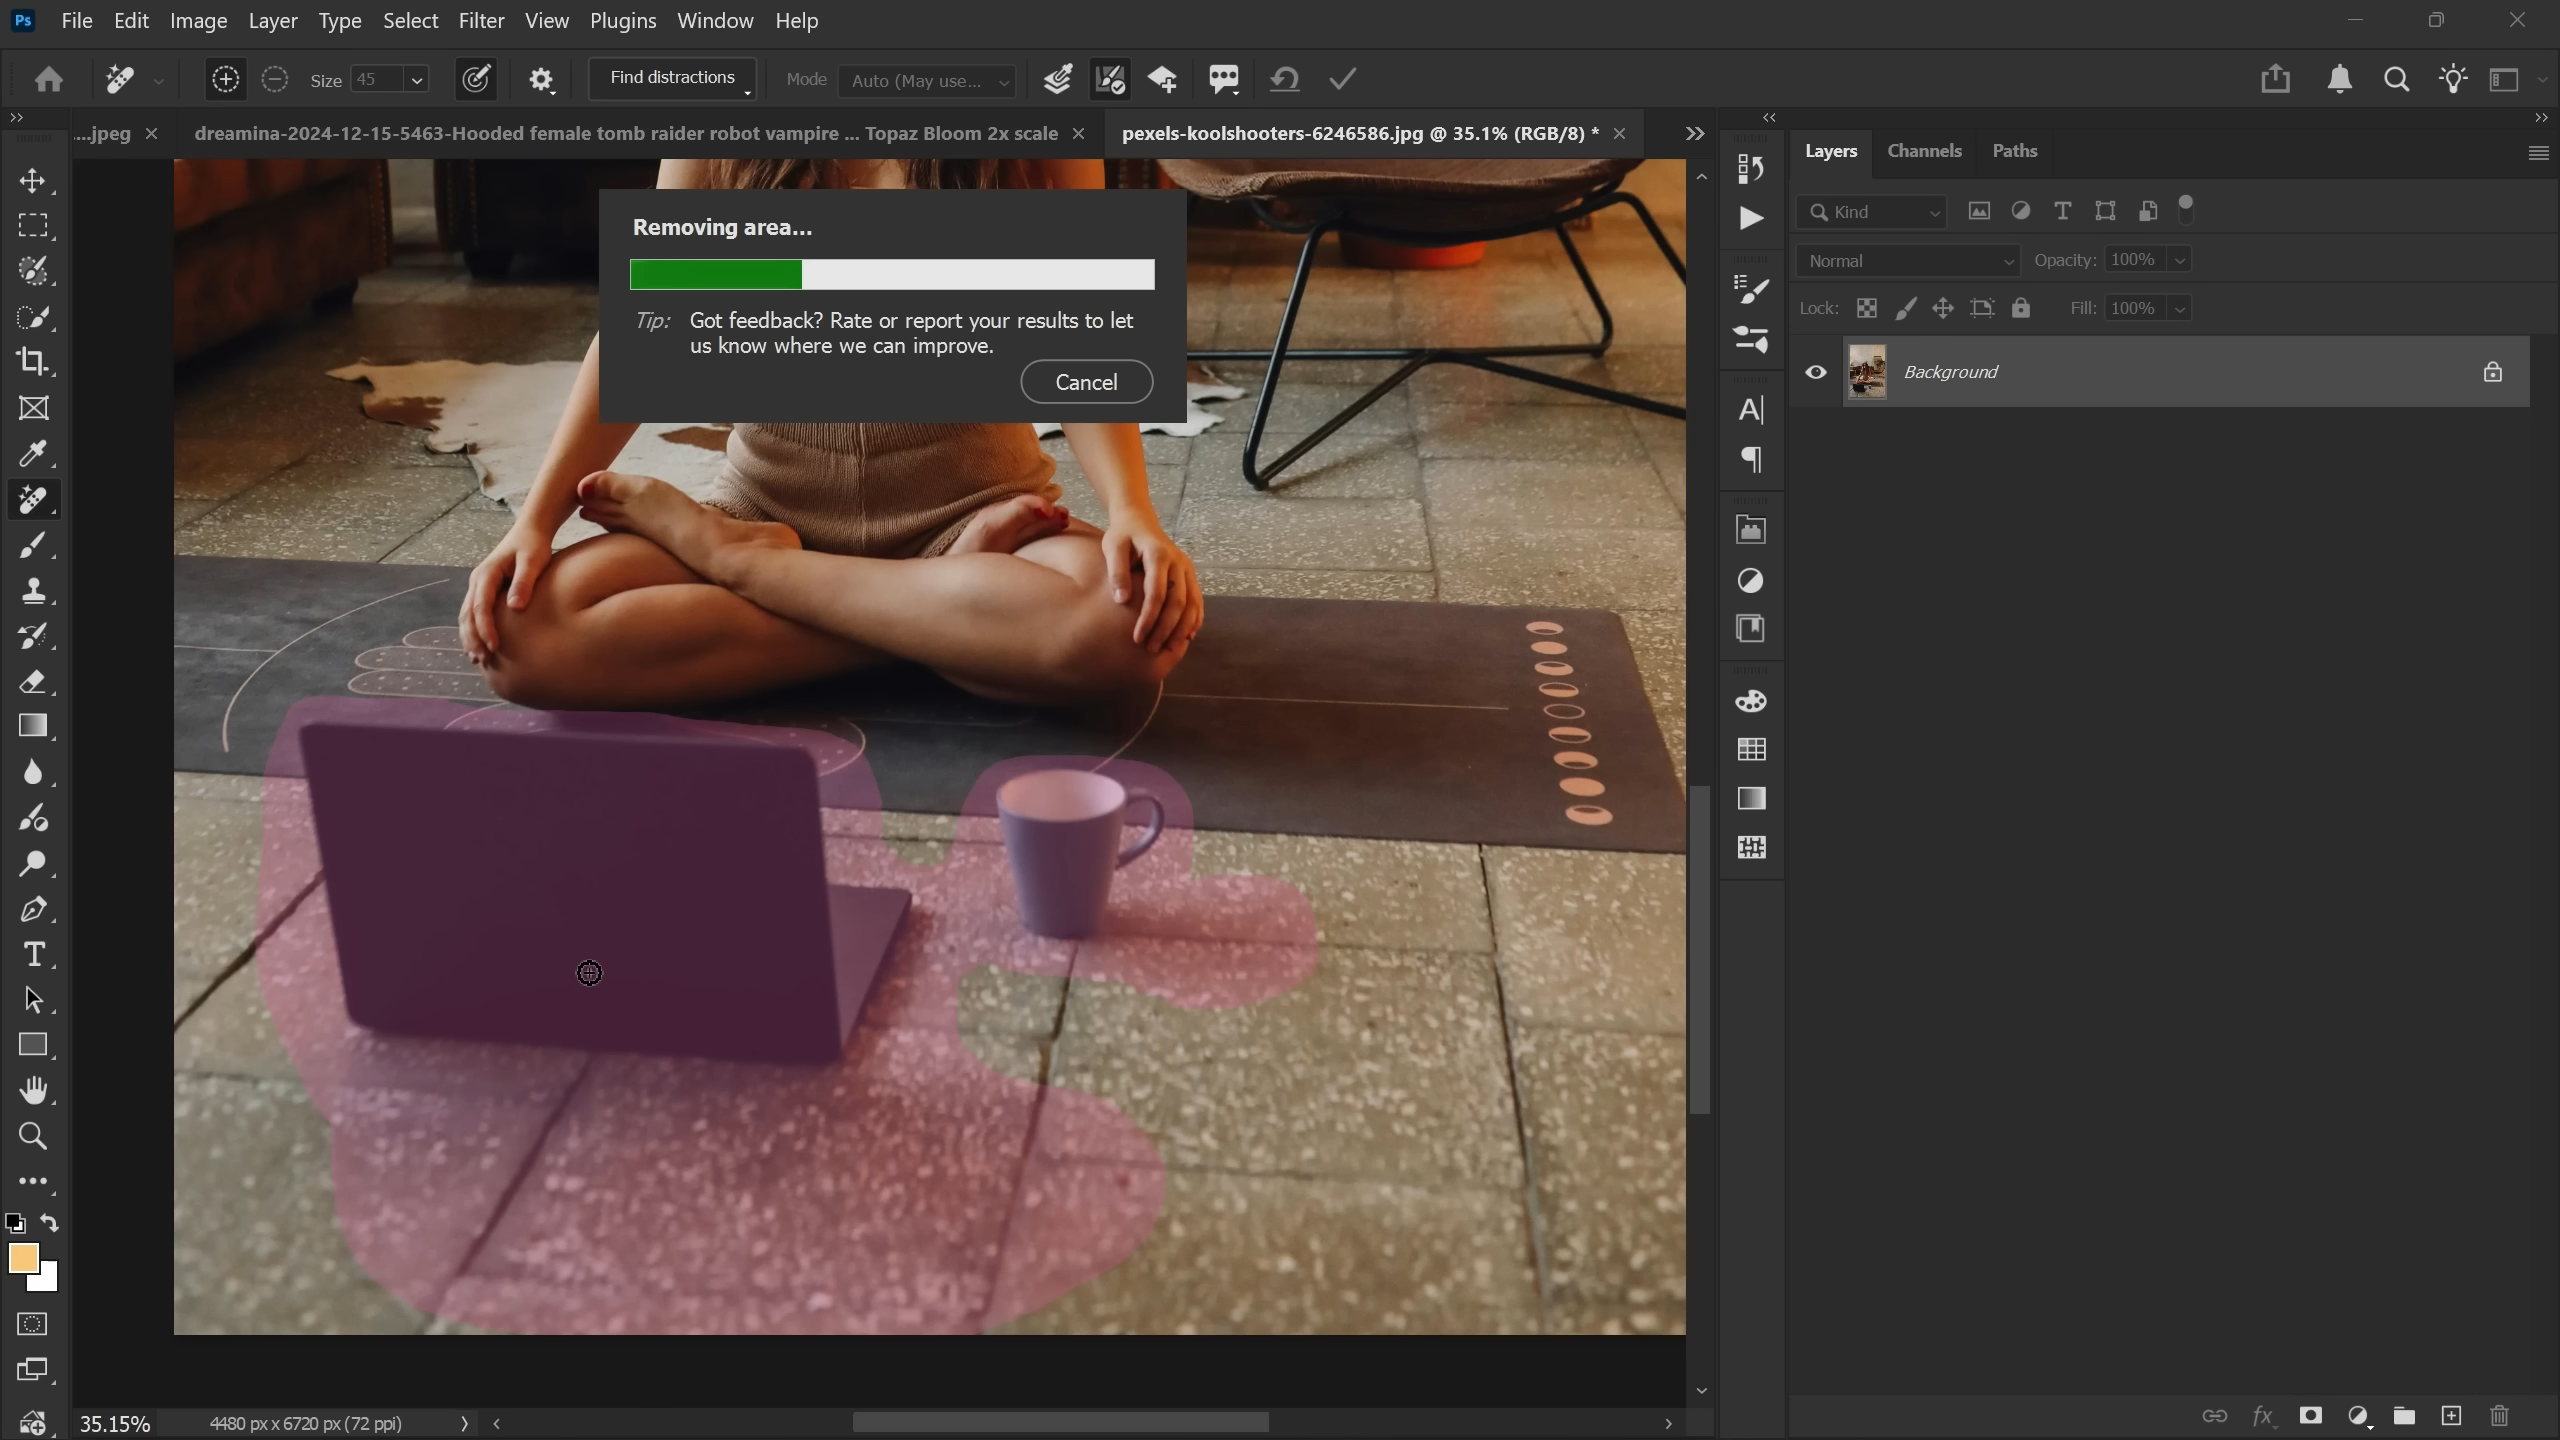 Ps File Edit Image Layer Type Select Filter View Plugins Window Help
Size 45 Find distractions Mode Auto (May use...
...jpeg dreamina-2024-12-15-5463-Hooded female tomb raider robot vampire ... Topaz Bloom 2x scale pexels-koolshooters-6246586.jpg @ 35.1% (RGB/8) *
Layers Channels Paths
Kind
Normal Opacity: 100%
Lock: Fill: 100%
Background
Removing area...
Tip: Got feedback? Rate or report your results to let
us know where we can improve.
Cancel
35.15% 4480 px x 6720 px (72 ppi)